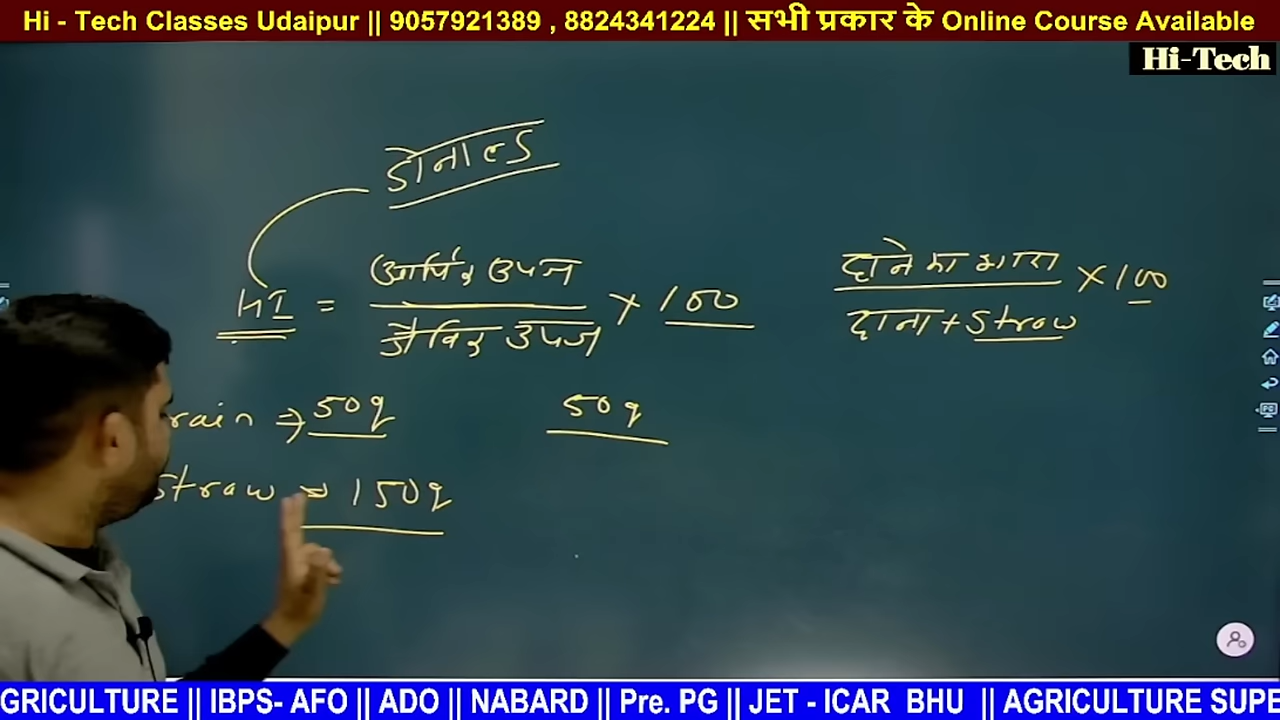 Hi - Tech Classes Udaipur || 9057921389 , 8824341224 || सभी प्रकार के Online Course Available
Hi-Tech
डोनाल्ड
HI = आर्थिक उपज / जैविक उपज × 100
दाने का भार / दाना + Straw × 100
rain ⇒ 50q
50q
Straw ⇒ 150q
GRICULTURE || IBPS- AFO || ADO || NABARD || Pre. PG || JET - ICAR BHU || AGRICULTURE SUPE